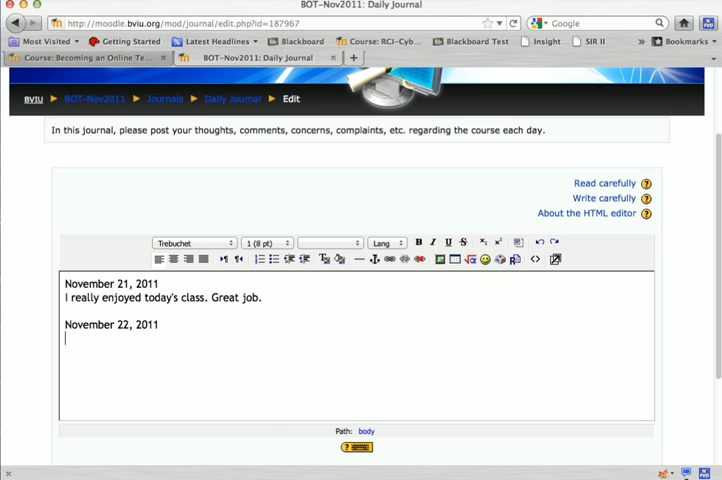 BOT-Nov2011: Daily Journal
http://moodle.bviu.org/mod/journal/edit.php?id=187967
Google
Most Visited
Getting Started
Latest Headlines
Blackboard
Course: RCI-Cyb...
Blackboard Test
Insight
SIR II
»
Bookmarks
Course: Becoming an Online Te...
BOT-Nov2011: Daily Journal
BVIU BOT-Nov2011 Journals Daily Journal Edit
In this journal, please post your thoughts, comments, concerns, complaints, etc. regarding the course each day.
Read carefully ?
Write carefully ?
About the HTML editor ?
Trebuchet 1 (8 pt) Lang B I U S
November 21, 2011
I really enjoyed today's class. Great job.
November 22, 2011
Path: body
?